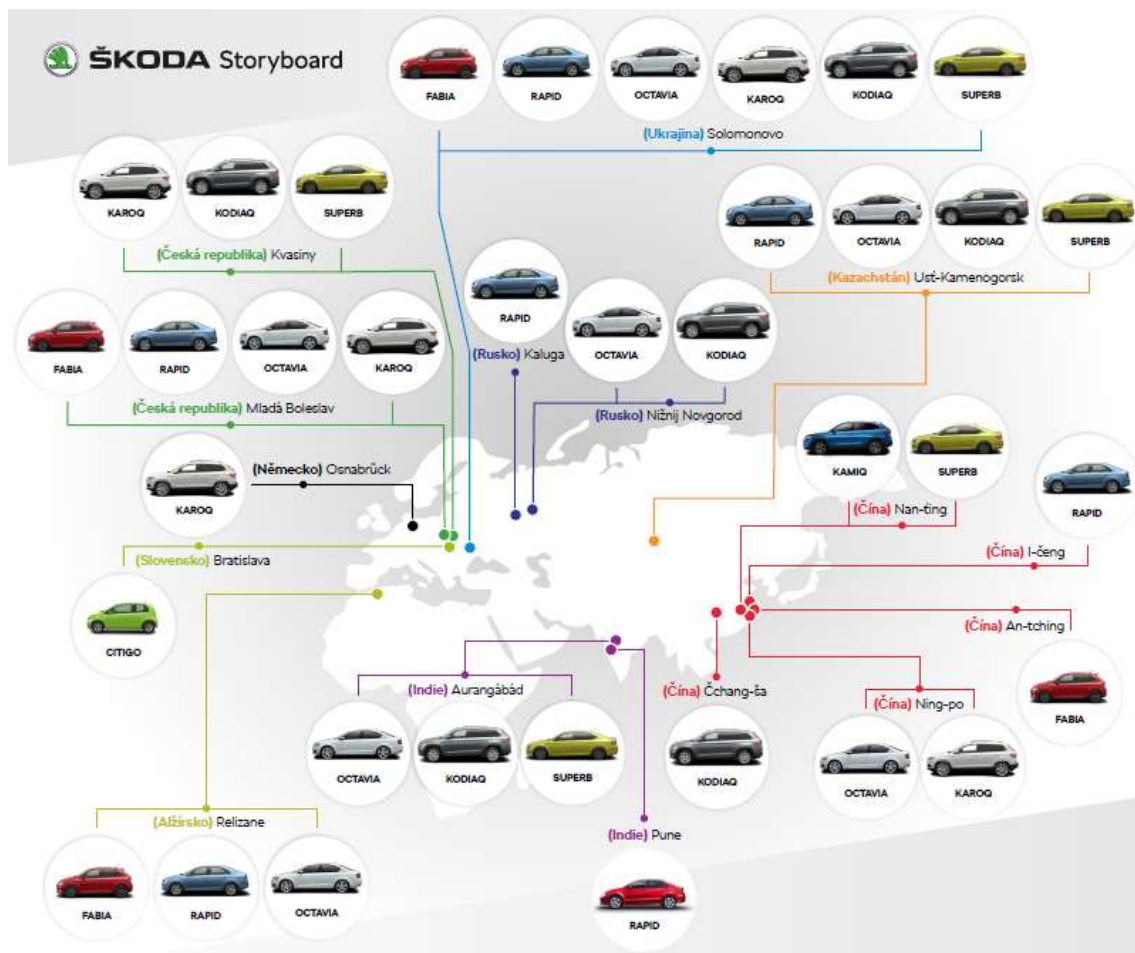 ŠKODA Storyboard
FABIA RAPID OCTAVIA KAROQ KODIAQ SUPERB
(Ukrajina) Solomonovo
KAROQ KODIAQ SUPERB
(Česká republika) Kvasiny
RAPID OCTAVIA KODIAQ SUPERB
(Kazachstán) Usť-Kamenogorsk
RAPID
(Rusko) Kaluga
OCTAVIA KODIAQ
(Rusko) Nižnij Novgorod
FABIA RAPID OCTAVIA KAROQ
(Česká republika) Mladá Boleslav
KAROQ
(Německo) Osnabrück
KAMIQ SUPERB
(Čína) Nan-ťing
RAPID
(Čína) I-čeng
(Slovensko) Bratislava
CITIGO
(Čína) An-tching
FABIA
(Indie) Aurangábád
OCTAVIA KODIAQ SUPERB
(Čína) Čchang-ša
KODIAQ
(Čína) Ning-po
OCTAVIA KAROQ
(Alžírsko) Relizane
FABIA RAPID OCTAVIA
(Indie) Pune
RAPID